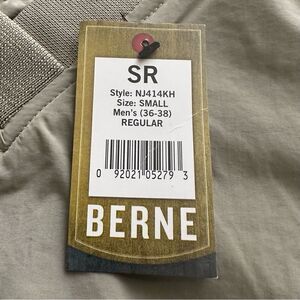 SR
Style: NJ414KH
Size: SMALL
Men's (36-38)
REGULAR
0 92021 05279 3
BERNE